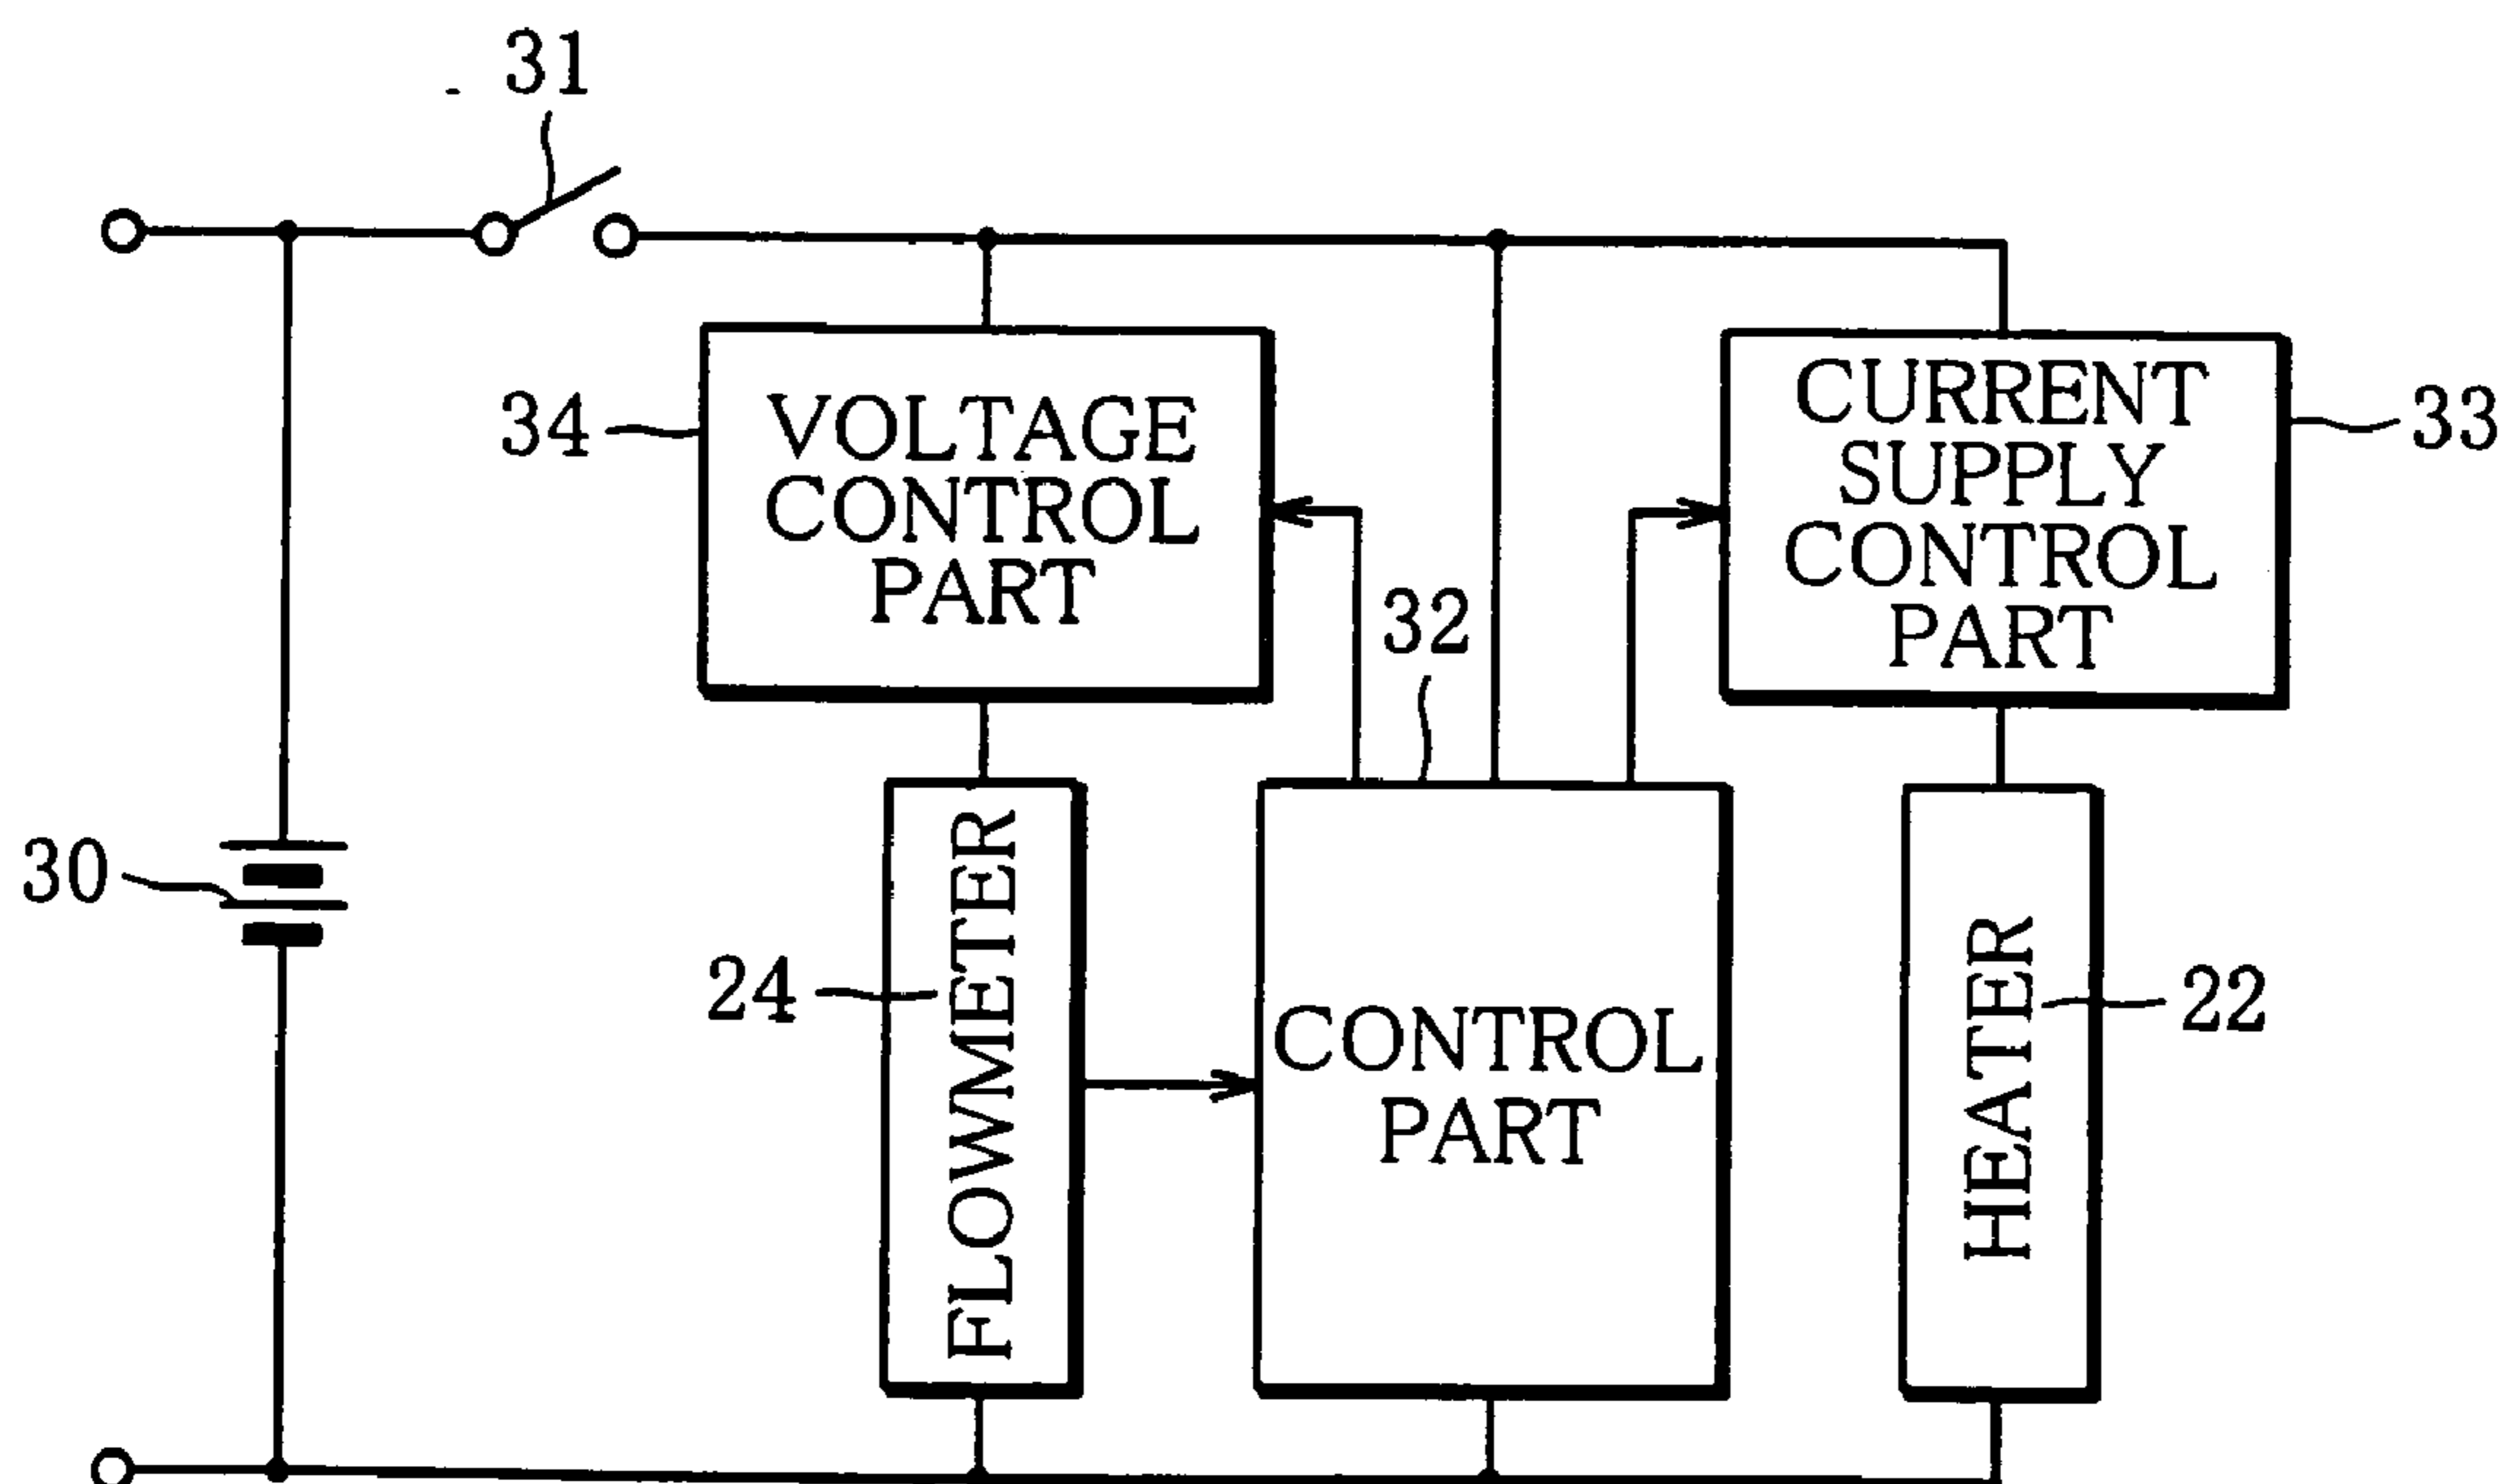 31
34
VOLTAGE
CONTROL
PART
CURRENT
SUPPLY
CONTROL
PART
33
32
30
24
FLOWMETER
CONTROL
PART
HEATER
22